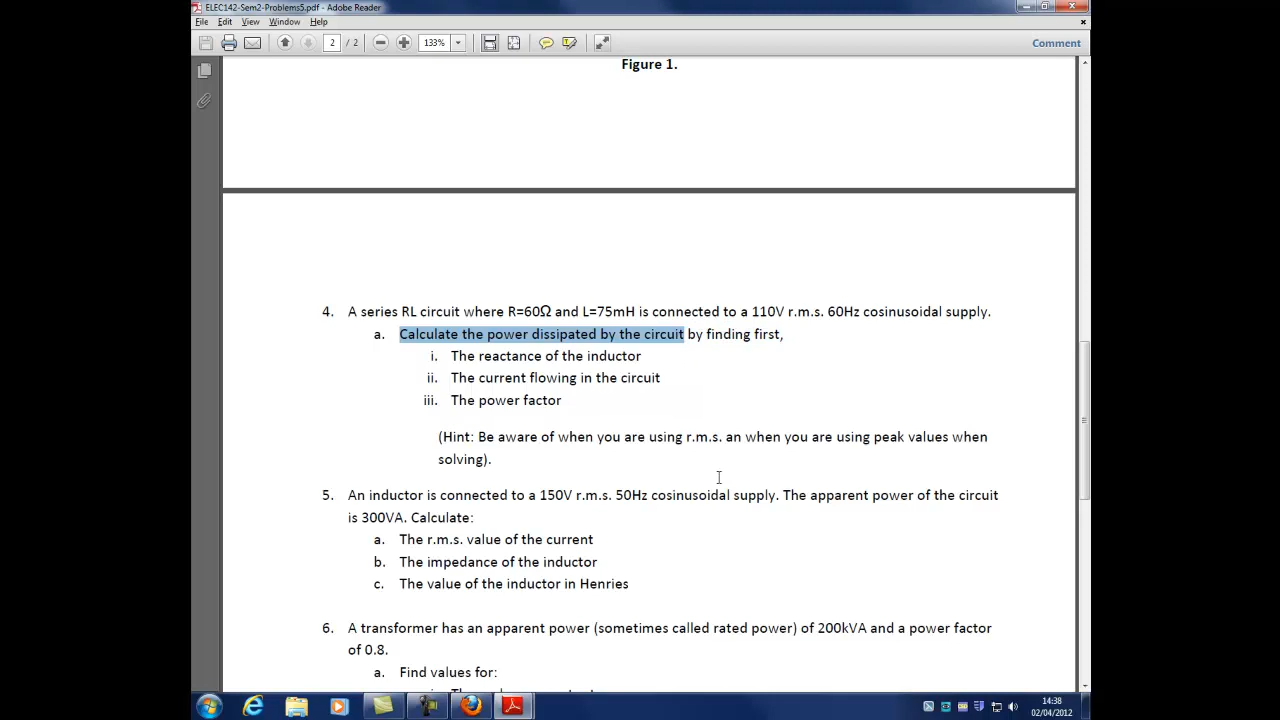 ELEC142-Sem2-Problems5.pdf - Adobe Reader
File Edit View Window Help
2 / 2 133% Comment
Figure 1.
4. A series RL circuit where R=60Ω and L=75mH is connected to a 110V r.m.s. 60Hz cosinusoidal supply.
a. Calculate the power dissipated by the circuit by finding first,
i. The reactance of the inductor
ii. The current flowing in the circuit
iii. The power factor
(Hint: Be aware of when you are using r.m.s. an when you are using peak values when
solving).
5. An inductor is connected to a 150V r.m.s. 50Hz cosinusoidal supply. The apparent power of the circuit
is 300VA. Calculate:
a. The r.m.s. value of the current
b. The impedance of the inductor
c. The value of the inductor in Henries
6. A transformer has an apparent power (sometimes called rated power) of 200kVA and a power factor
of 0.8.
a. Find values for:
14:38
02/04/2012